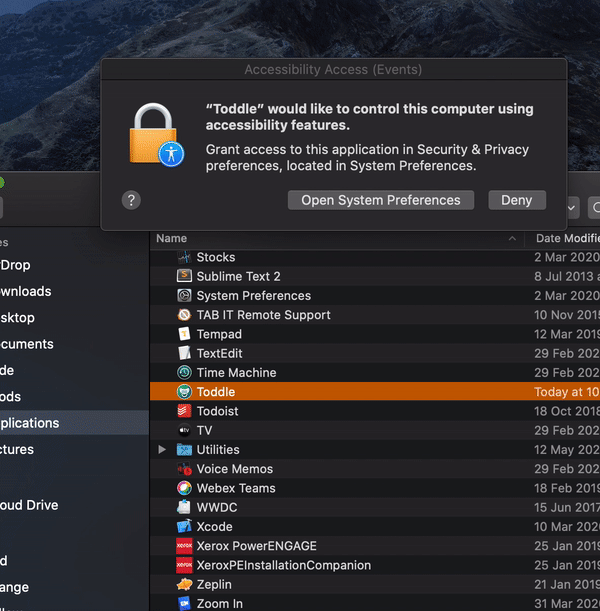 Accessibility Access (Events)
“Toddle” would like to control this computer using
accessibility features.
Grant access to this application in Security & Privacy
preferences, located in System Preferences.
?
Open System Preferences
Deny
Name
Date Modifie
Stocks
2 Mar 2020
Sublime Text 2
8 Jul 2013 a
System Preferences
2 Mar 2020
TAB IT Remote Support
10 Nov 2015
Tempad
12 Mar 2019
TextEdit
29 Feb 202
Time Machine
29 Feb 202
Toddle
Today at 10
Todoist
18 Oct 2018
TV
29 Feb 202
Utilities
12 May 202
Voice Memos
29 Feb 202
Webex Teams
18 Feb 2019
WWDC
15 Jun 2017
Xcode
10 Mar 2020
xerox
Xerox PowerENGAGE
25 Jan 2019
xerox
XeroxPEInstallationCompanion
25 Jan 2019
Zeplin
21 Jan 2019
Zoom In
31 Mar 2020
es
Drop
wnloads
sktop
cuments
de
ods
plications
ctures
oud Drive
d
ange